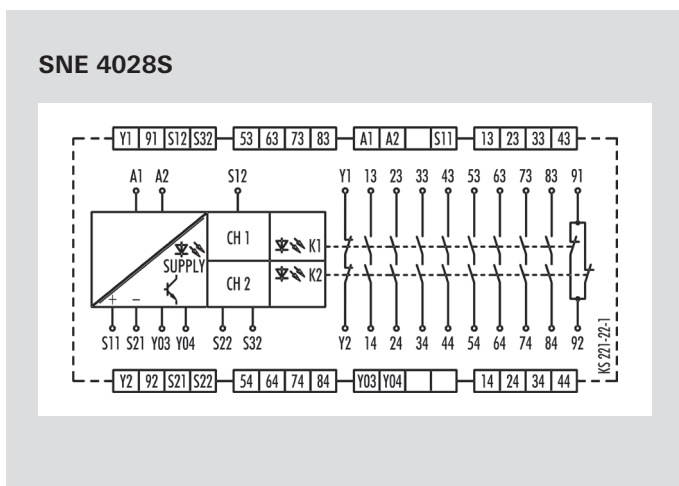 SNE 4028S
Y1 91 S12 S32 53 63 73 83 A1 A2 S11 13 23 33 43
A1 A2 S12 Y1 13 23 33 43 53 63 73 83 91
CH 1 K1
SUPPLY
CH 2 K2
+ −
S11 S21 Y03 Y04 S22 S32 Y2 14 24 34 44 54 64 74 84 92
KS 221-22-1
Y2 92 S21 S22 54 64 74 84 Y03 Y04 14 24 34 44